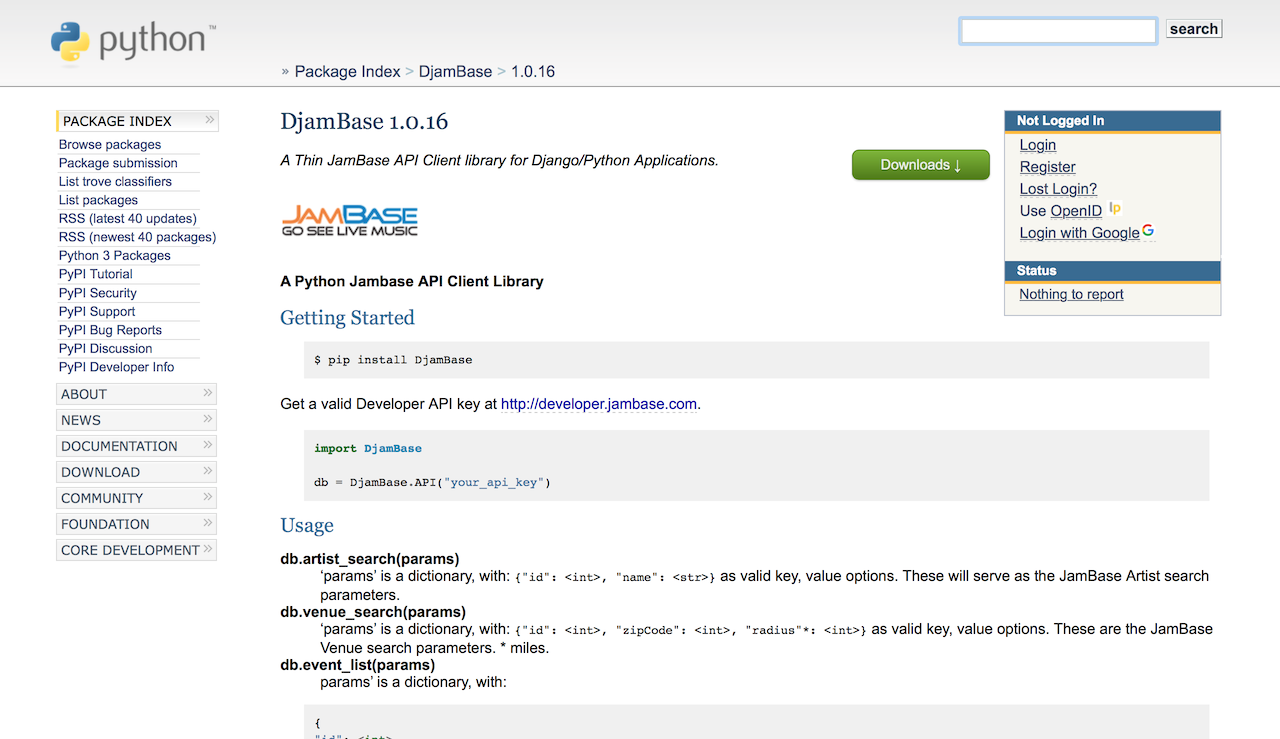 python™
search
» Package Index > DjamBase > 1.0.16
PACKAGE INDEX »
Browse packages
Package submission
List trove classifiers
List packages
RSS (latest 40 updates)
RSS (newest 40 packages)
Python 3 Packages
PyPI Tutorial
PyPI Security
PyPI Support
PyPI Bug Reports
PyPI Discussion
PyPI Developer Info
ABOUT »
NEWS »
DOCUMENTATION »
DOWNLOAD »
COMMUNITY »
FOUNDATION »
CORE DEVELOPMENT »
DjamBase 1.0.16
A Thin JamBase API Client library for Django/Python Applications.
Downloads ↓
JAMBASE
GO SEE LIVE MUSIC
A Python Jambase API Client Library
Getting Started
$ pip install DjamBase
Get a valid Developer API key at http://developer.jambase.com.
import DjamBase
db = DjamBase.API("your_api_key")
Usage
db.artist_search(params)
‘params’ is a dictionary, with: {"id": <int>, "name": <str>} as valid key, value options. These will serve as the JamBase Artist search
parameters.
db.venue_search(params)
‘params’ is a dictionary, with: {"id": <int>, "zipCode": <int>, "radius"*: <int>} as valid key, value options. These are the JamBase
Venue search parameters. * miles.
db.event_list(params)
params’ is a dictionary, with:
{
"id": <int>
Not Logged In
Login
Register
Lost Login?
Use OpenID lp
Login with Google G
Status
Nothing to report